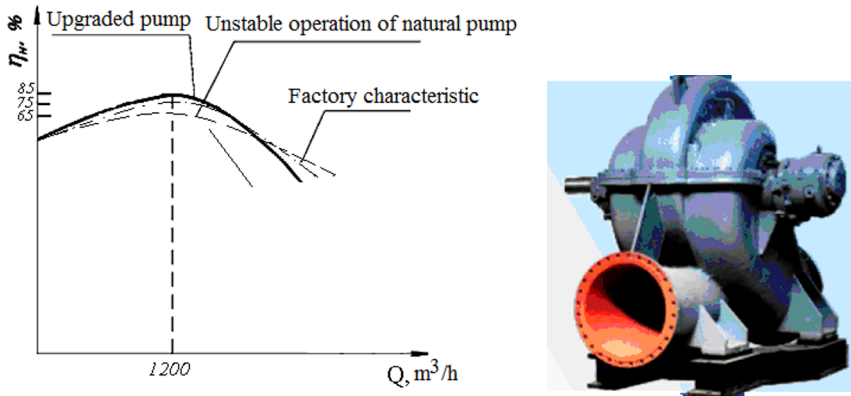 η_н, %
Upgraded pump
Unstable operation of natural pump
Factory characteristic
85
75
65
1200
Q, m³/h